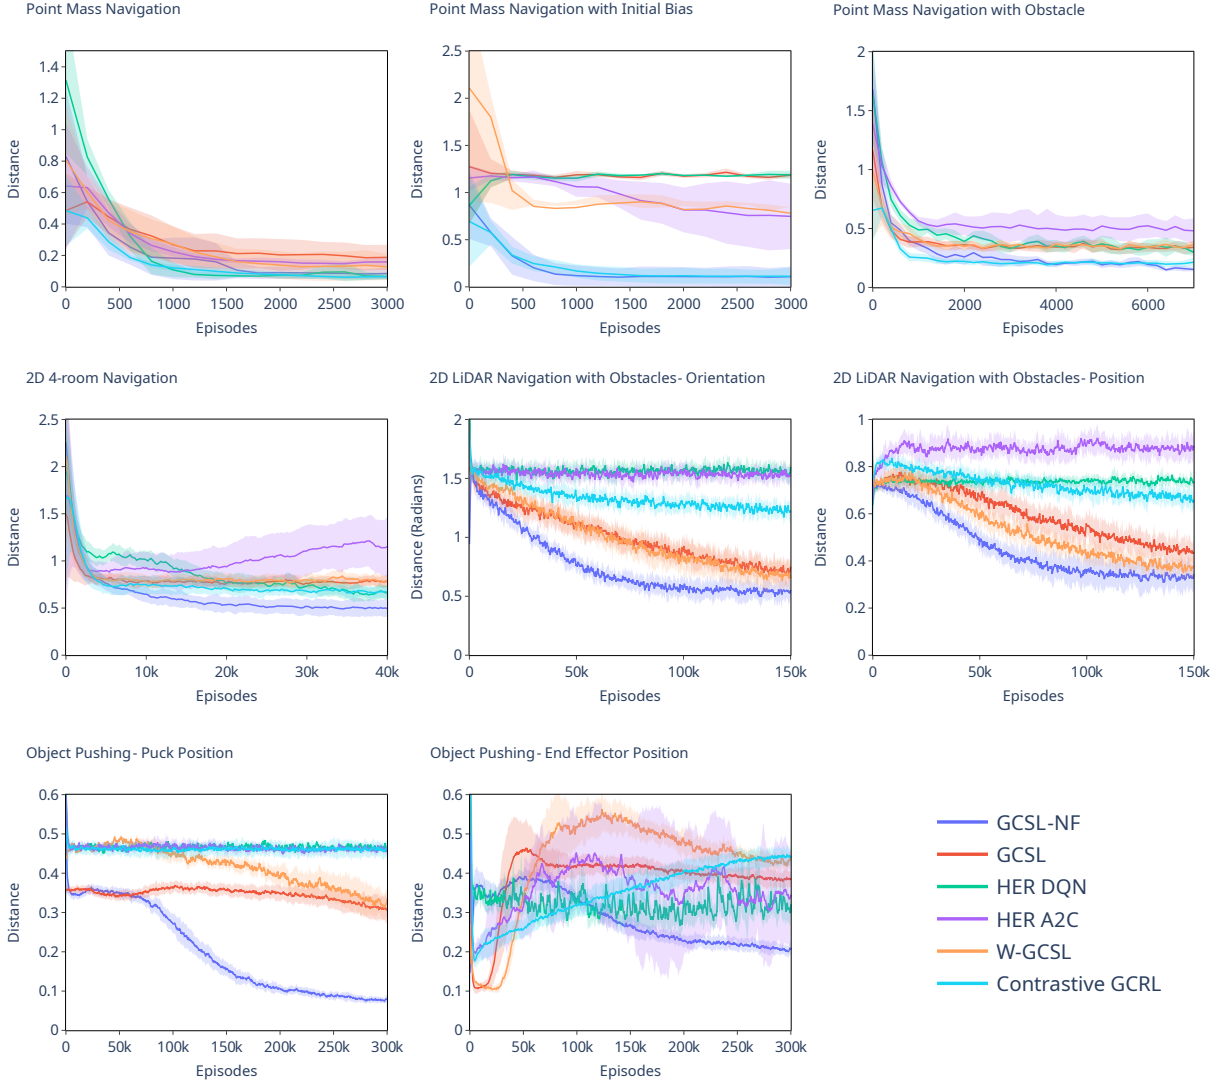 Point Mass Navigation
1.4
1.2
1
0.8
0.6
0.4
0.2
0
Distance
0 500 1000 1500 2000 2500 3000
Episodes
Point Mass Navigation with Initial Bias
2.5
2
1.5
1
0.5
0
Distance
0 500 1000 1500 2000 2500 3000
Episodes
Point Mass Navigation with Obstacle
2
1.5
1
0.5
0
Distance
0 2000 4000 6000
Episodes
2D 4-room Navigation
2.5
2
1.5
1
0.5
0
Distance
0 10k 20k 30k 40k
Episodes
2D LiDAR Navigation with Obstacles- Orientation
2
1.5
1
0.5
0
Distance (Radians)
0 50k 100k 150k
Episodes
2D LiDAR Navigation with Obstacles- Position
1
0.8
0.6
0.4
0.2
0
Distance
0 50k 100k 150k
Episodes
Object Pushing- Puck Position
0.6
0.5
0.4
0.3
0.2
0.1
0
Distance
0 50k 100k 150k 200k 250k 300k
Episodes
Object Pushing- End Effector Position
0.6
0.5
0.4
0.3
0.2
0.1
0
Distance
0 50k 100k 150k 200k 250k 300k
Episodes
GCSL-NF
GCSL
HER DQN
HER A2C
W-GCSL
Contrastive GCRL